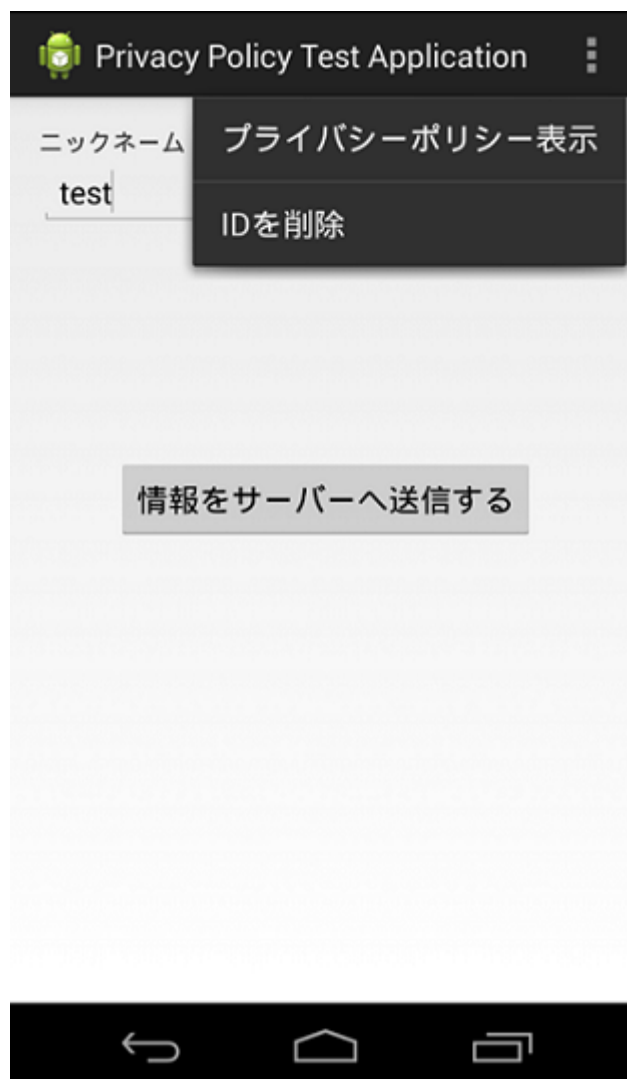 Privacy Policy Test Application
ニックネーム
プライバシーポリシー表示
test
IDを削除
情報をサーバーへ送信する